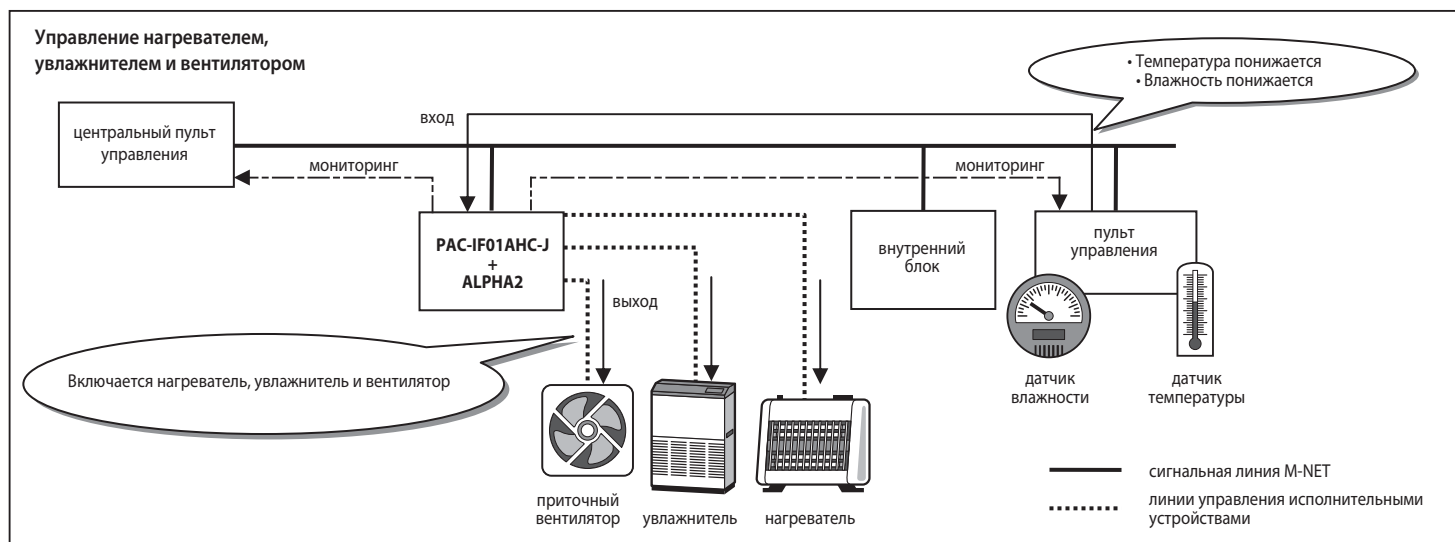 Управление нагревателем,
увлажнителем и вентилятором
• Температура понижается
• Влажность понижается
центральный пульт
управления
вход
мониторинг
мониторинг
PAC-IF01AHC-J
+
ALPHA2
внутренний
блок
пульт
управления
выход
Включается нагреватель, увлажнитель и вентилятор
датчик
влажности
датчик
температуры
приточный
вентилятор
увлажнитель
нагреватель
сигнальная линия M-NET
линии управления исполнительными
устройствами